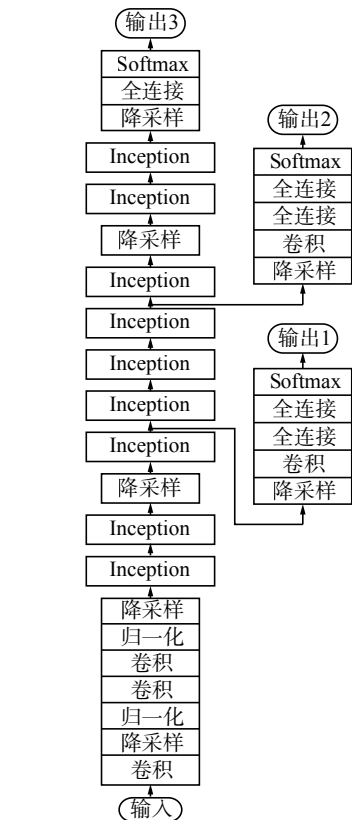 输出3
Softmax
全连接
降采样
Inception
Inception
降采样
Inception
Inception
Inception
Inception
Inception
降采样
Inception
Inception
降采样
归一化
卷积
卷积
归一化
降采样
卷积
输入
输出2
Softmax
全连接
全连接
卷积
降采样
输出1
Softmax
全连接
全连接
卷积
降采样